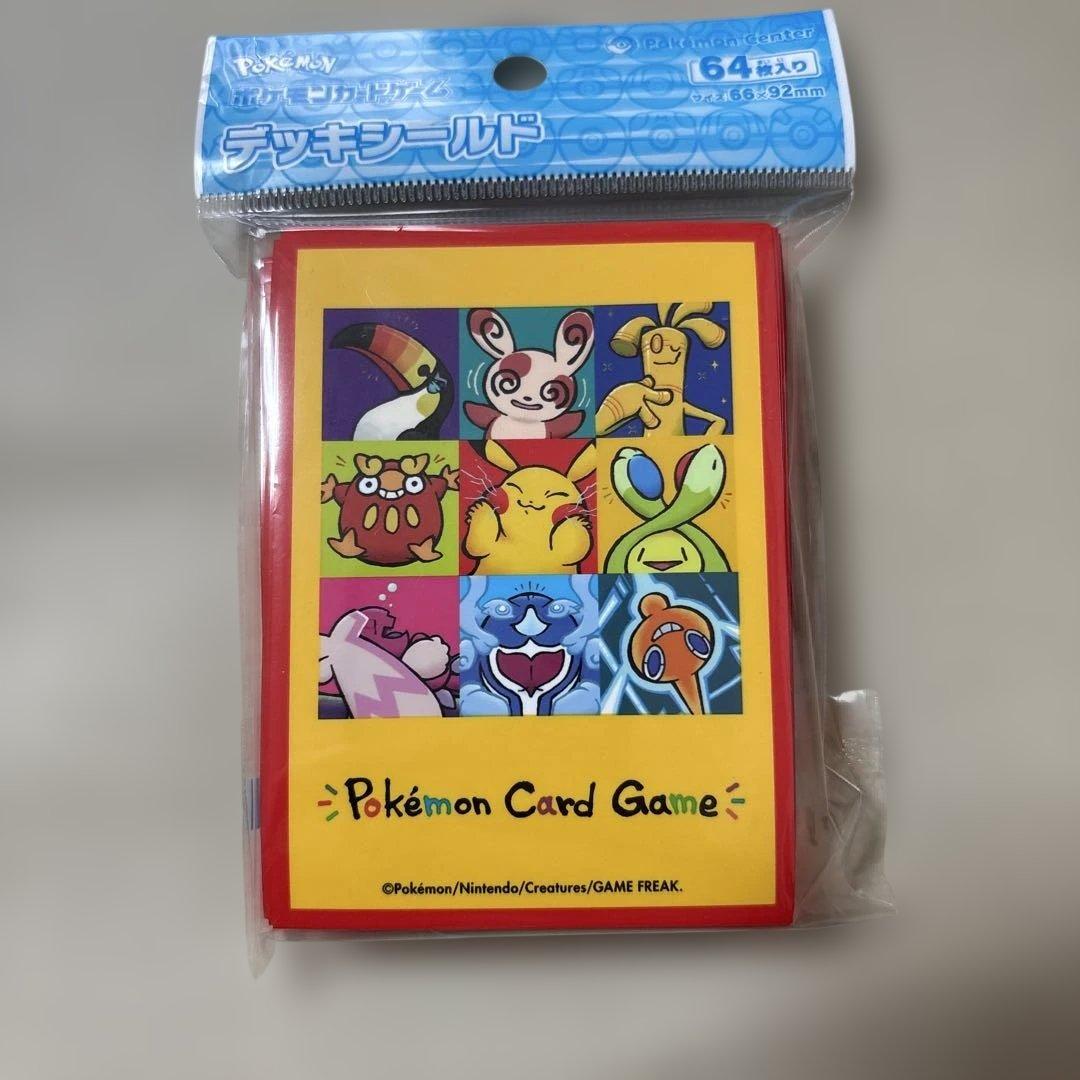 Pokémon Center
POKÉMON
64枚入り
ポケモンカードゲーム
サイズ66×92mm
デッキシールド
Pokémon Card Game
©Pokémon/Nintendo/Creatures/GAME FREAK.